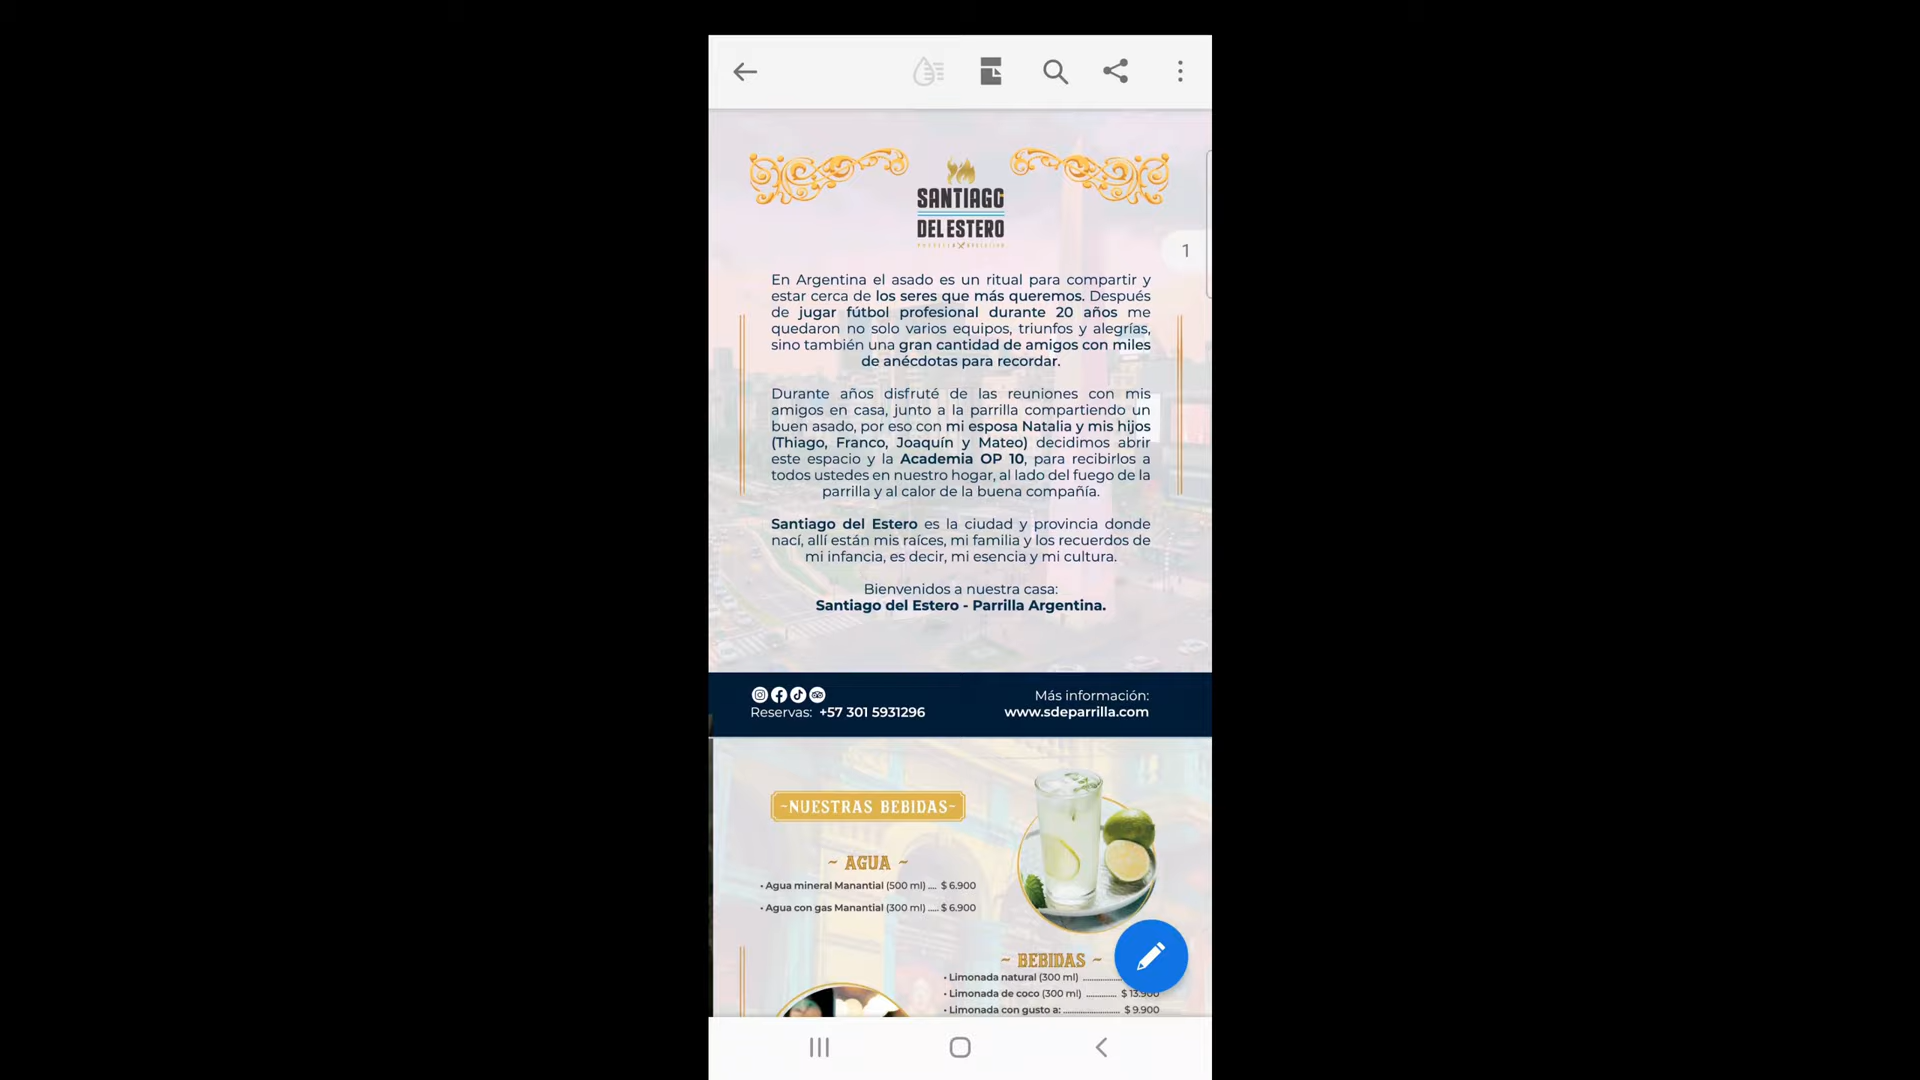 SANTIAGO
DEL ESTERO
1
En Argentina el asado es un ritual para compartir y
estar cerca de los seres que más queremos. Después
de jugar fútbol profesional durante 20 años me
quedaron no solo varios equipos, triunfos y alegrías,
sino también una gran cantidad de amigos con miles
de anécdotas para recordar.
Durante años disfruté de las reuniones con mis
amigos en casa, junto a la parrilla compartiendo un
buen asado, por eso con mi esposa Natalia y mis hijos
(Thiago, Franco, Joaquín y Mateo) decidimos abrir
este espacio y la Academia OP 10, para recibirlos a
todos ustedes en nuestro hogar, al lado del fuego de la
parrilla y al calor de la buena compañía.
Santiago del Estero es la ciudad y provincia donde
nací, allí están mis raíces, mi familia y los recuerdos de
mi infancia, es decir, mi esencia y mi cultura.
Bienvenidos a nuestra casa:
Santiago del Estero - Parrilla Argentina.
Reservas: +57 301 5931296
Más información:
www.sdeparrilla.com
~NUESTRAS BEBIDAS~
~ AGUA ~
• Agua mineral Manantial (500 ml) .... $ 6.900
• Agua con gas Manantial (300 ml) ..... $ 6.900
~ BEBIDAS ~
• Limonada natural (300 ml) ............
• Limonada de coco (300 ml) ............ $ 13.900
• Limonada con gusto a: ...................... $ 9.900